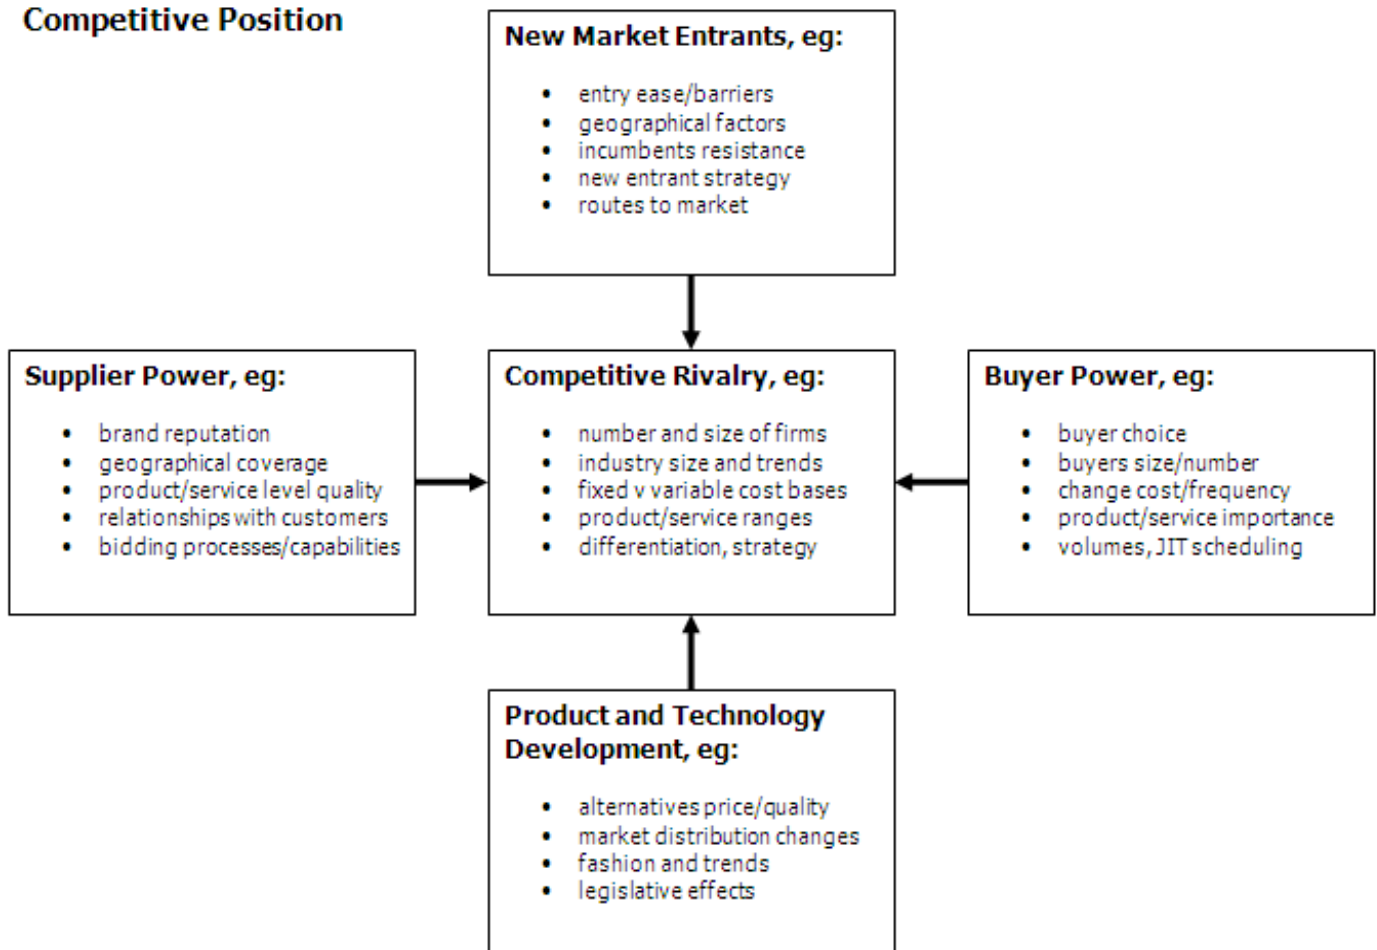 Competitive Position
New Market Entrants, eg:
• entry ease/barriers
• geographical factors
• incumbents resistance
• new entrant strategy
• routes to market
Supplier Power, eg:
• brand reputation
• geographical coverage
• product/service level quality
• relationships with customers
• bidding processes/capabilities
Competitive Rivalry, eg:
• number and size of firms
• industry size and trends
• fixed v variable cost bases
• product/service ranges
• differentiation, strategy
Buyer Power, eg:
• buyer choice
• buyers size/number
• change cost/frequency
• product/service importance
• volumes, JIT scheduling
Product and Technology
Development, eg:
• alternatives price/quality
• market distribution changes
• fashion and trends
• legislative effects